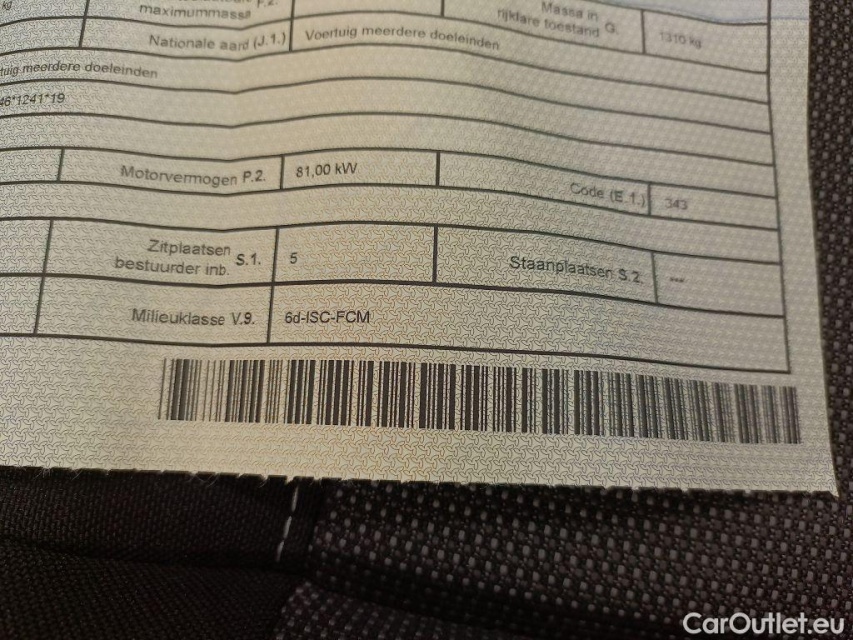 kg
maximummassa
Massa in
rijklare toestand G.
1310 kg
Nationale aard (J.1.)
Voertuig meerdere doeleinden
tuig meerdere doeleinden
46*1241*19
Motorvermogen P.2.
81,00 kW
Code (E.1.)
343
Zitplaatsen
bestuurder inb. S.1.
5
Staanplaatsen S.2.
---
Milieuklasse V.9.
6d-ISC-FCM
CarOutlet.eu